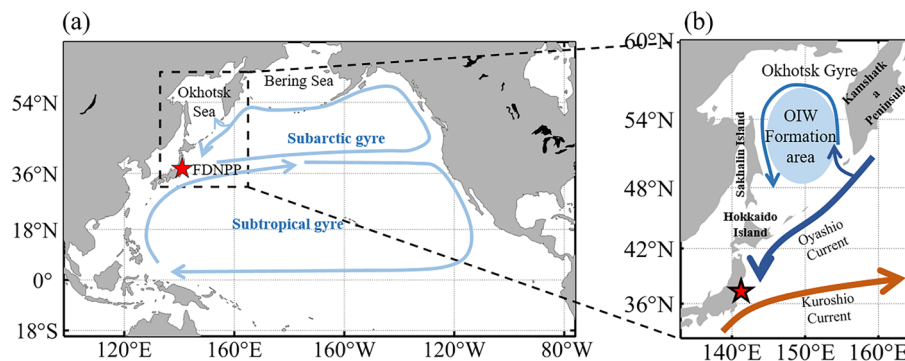 (a)
54°N
36°N
18°N
0°
18°S
120°E
160°E
160°W
120°W
80°W
Bering Sea
Okhotsk
Sea
Subarctic gyre
FDNPP
Subtropical gyre
(b)
60°N
54°N
48°N
42°N
36°N
140°E
150°E
160°E
Okhotsk Gyre
Kamshatk
a
Peninsula
OIW
Formation
area
Sakhalin Island
Hokkaido
Island
Oyashio
Current
Kuroshio
Current